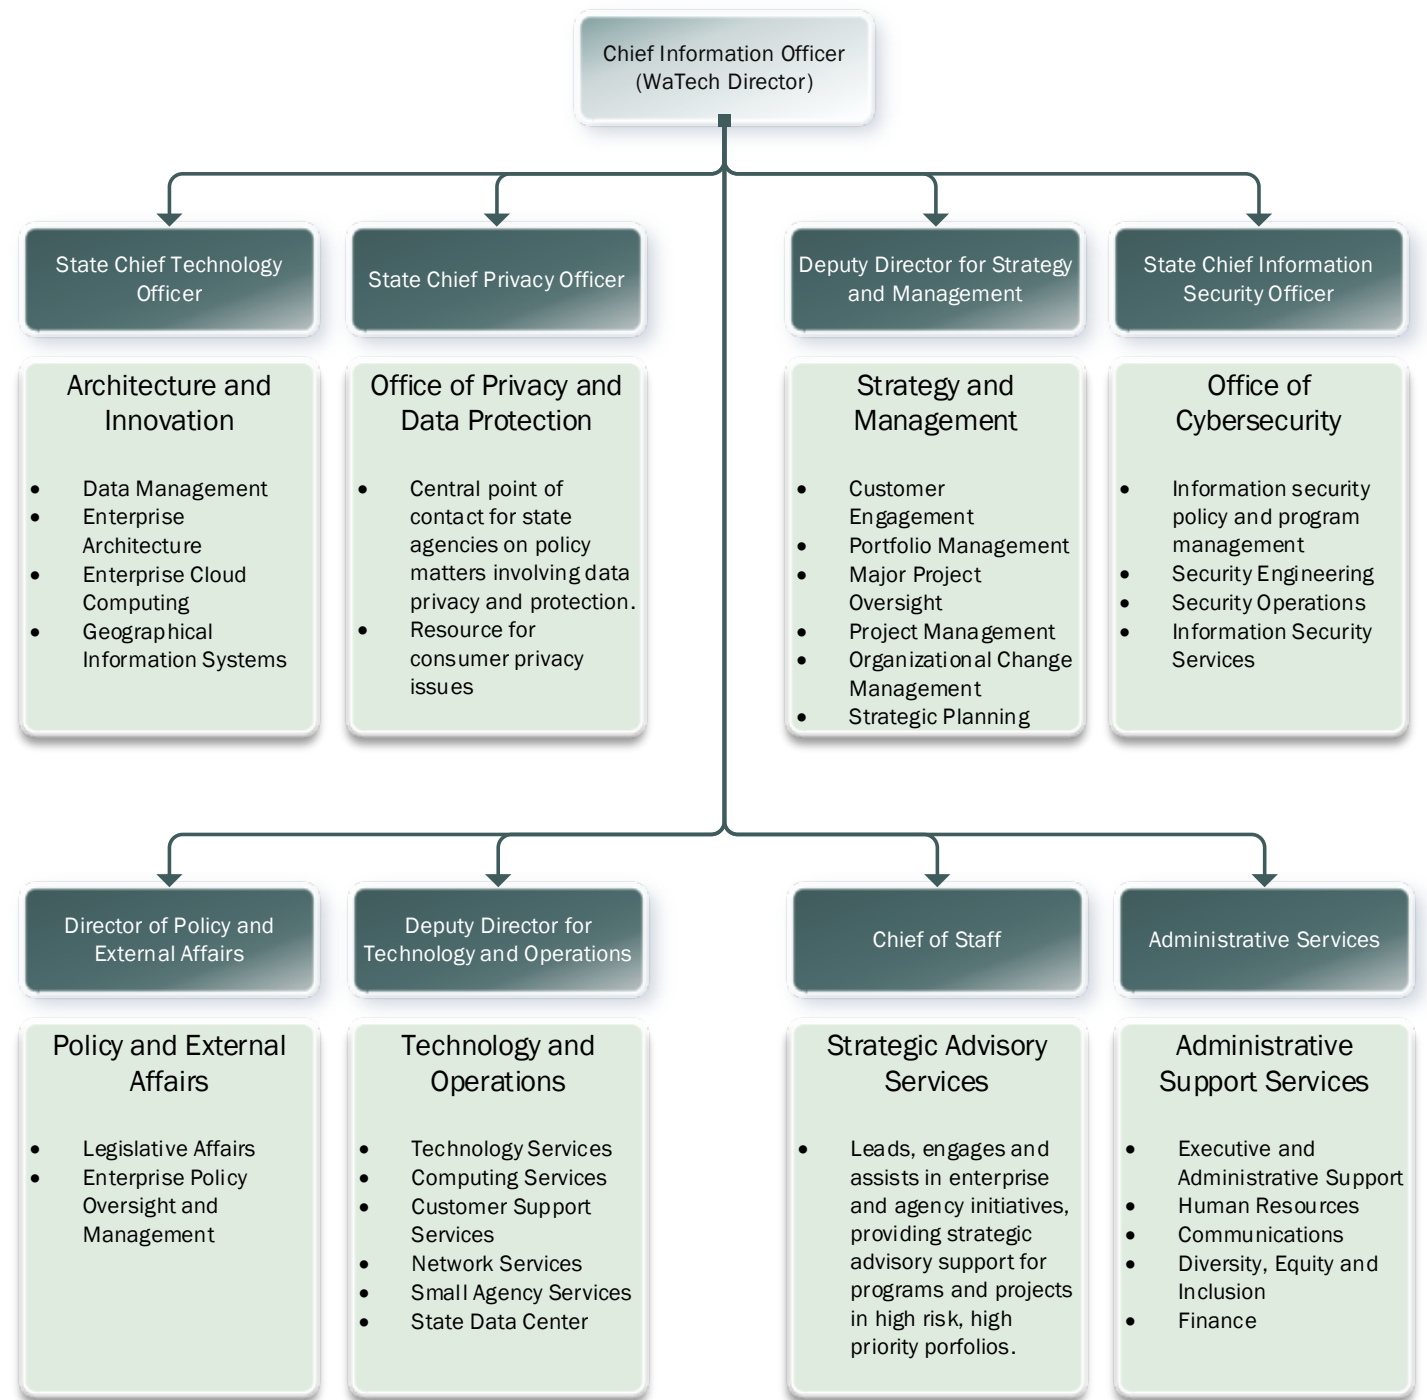 Chief Information Officer
(WaTech Director)
State Chief Technology
Officer
State Chief Privacy Officer
Deputy Director for Strategy
and Management
State Chief Information
Security Officer
Architecture and
Innovation
• Data Management
• Enterprise
Architecture
• Enterprise Cloud
Computing
• Geographical
Information Systems
Office of Privacy and
Data Protection
• Central point of
contact for state
agencies on policy
matters involving data
privacy and protection.
• Resource for
consumer privacy
issues
Strategy and
Management
• Customer
Engagement
• Portfolio Management
• Major Project
Oversight
• Project Management
• Organizational Change
Management
• Strategic Planning
Office of
Cybersecurity
• Information security
policy and program
management
• Security Engineering
• Security Operations
• Information Security
Services
Director of Policy and
External Affairs
Deputy Director for
Technology and Operations
Chief of Staff
Administrative Services
Policy and External
Affairs
• Legislative Affairs
• Enterprise Policy
Oversight and
Management
Technology and
Operations
• Technology Services
• Computing Services
• Customer Support
Services
• Network Services
• Small Agency Services
• State Data Center
Strategic Advisory
Services
• Leads, engages and
assists in enterprise
and agency initiatives,
providing strategic
advisory support for
programs and projects
in high risk, high
priority porfolios.
Administrative
Support Services
• Executive and
Administrative Support
• Human Resources
• Communications
• Diversity, Equity and
Inclusion
• Finance